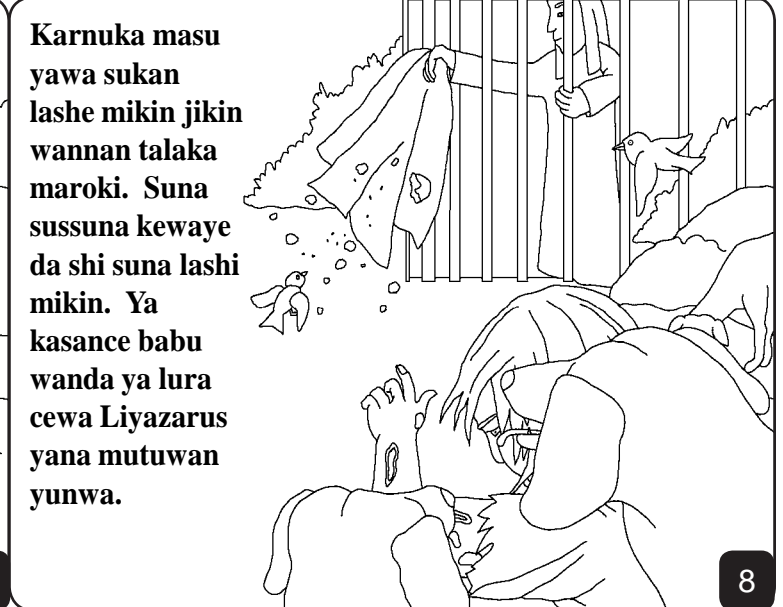 Karnuka masu
yawa sukan
lashe mikin jikin
wannan talaka
maroki.  Suna
sussuna kewaye
da shi suna lashi
mikin.  Ya
kasance babu
wanda ya lura
cewa Liyazarus
yana mutuwan
yunwa.
8